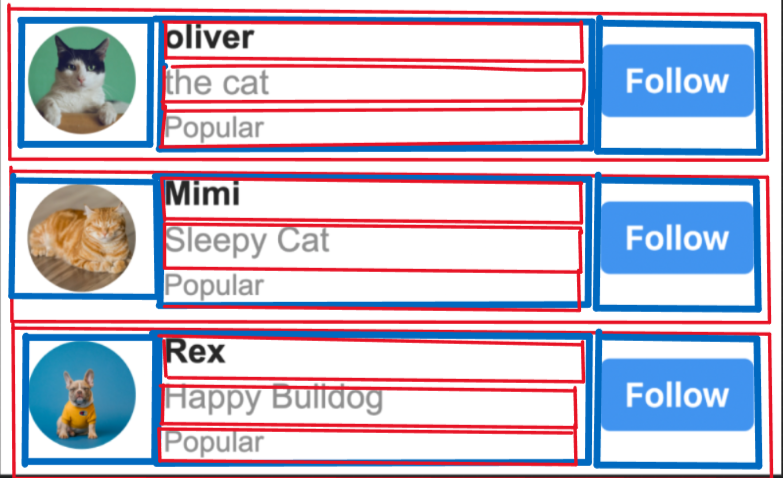 oliver
the cat
Popular
Follow
Mimi
Sleepy Cat
Popular
Follow
Rex
Happy Bulldog
Popular
Follow